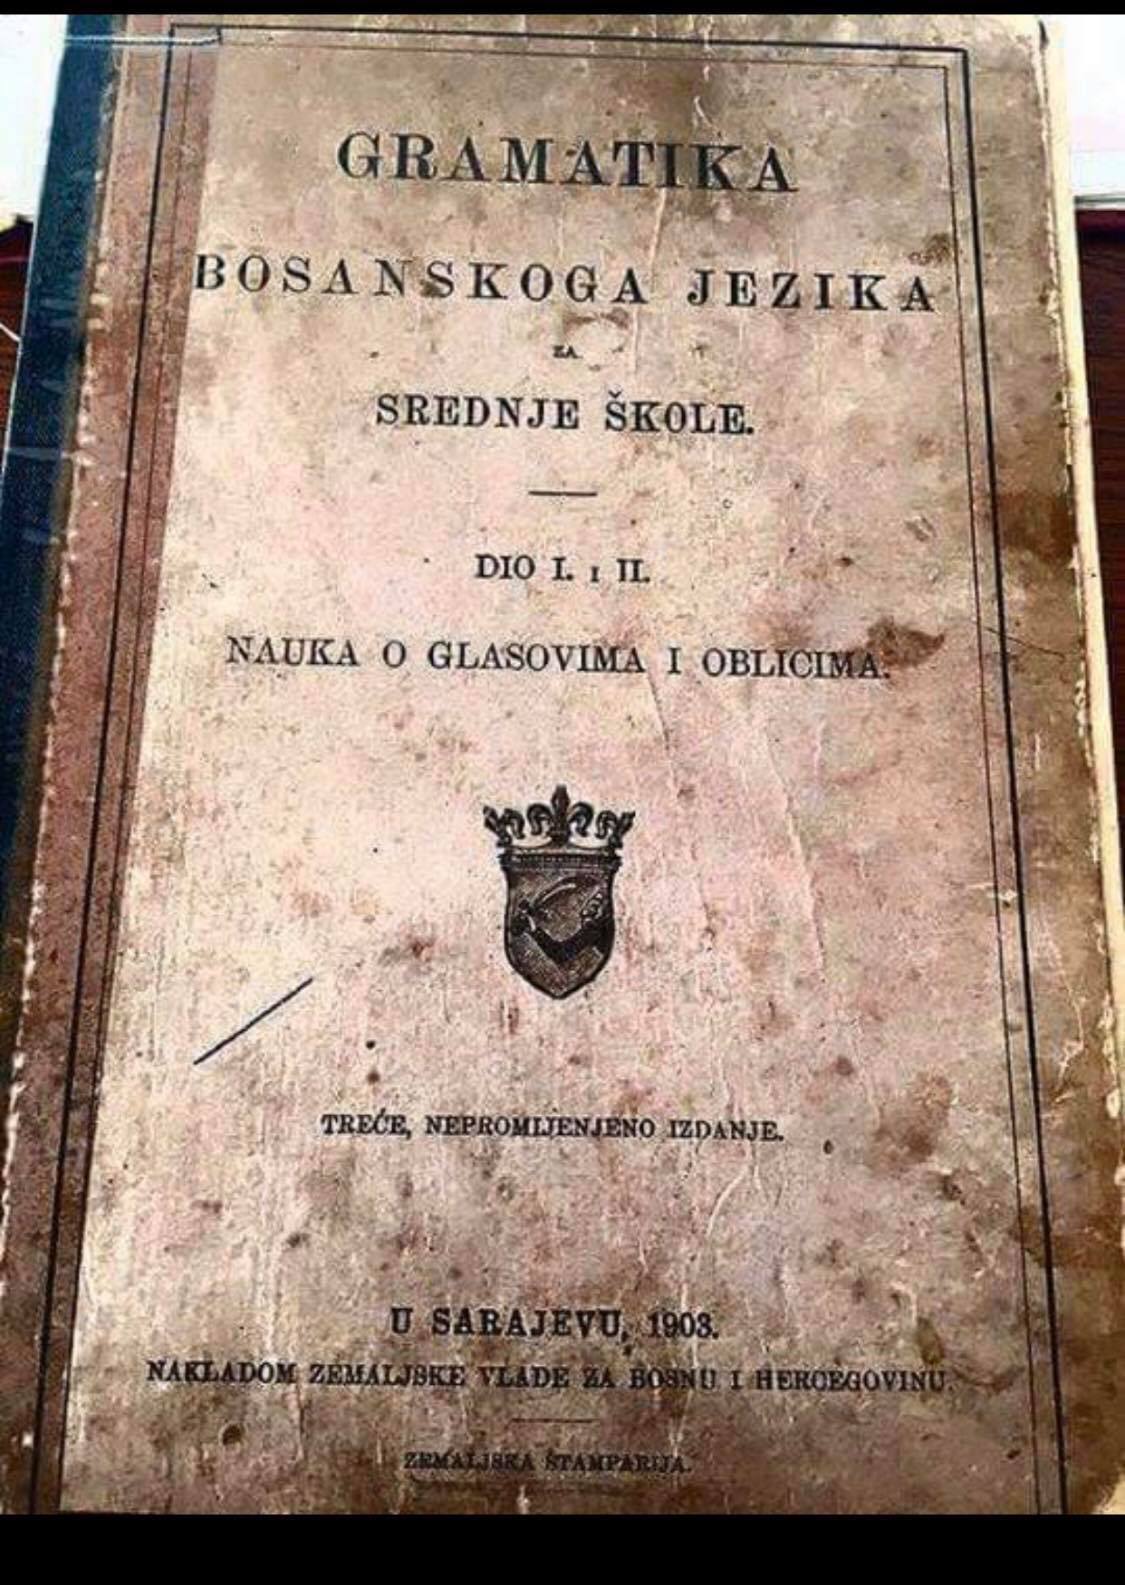 GRAMATIKA
BOSANSKOGA JEZIKA
ZA
SREDNJE ŠKOLE.
DIO I. I II.
NAUKA O GLASOVIMA I OBLICIMA.
TREĆE, NEPROMIJENJENO IZDANJE.
U SARAJEVU, 1903.
NAKLADOM ZEMALJSKE VLADE ZA BOSNU I HERCEGOVINU.
ZEMALJSKA ŠTAMPARIJA.